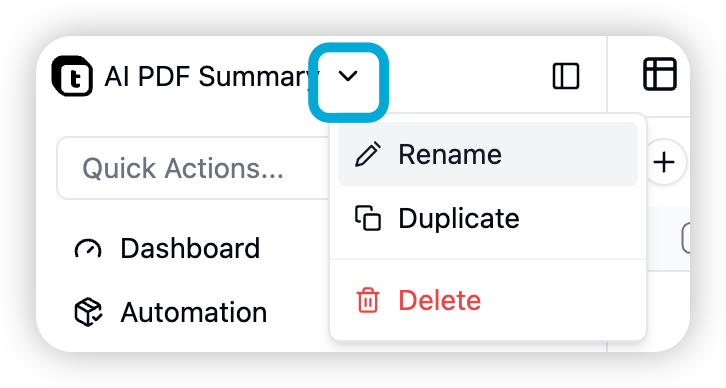 t AI PDF Summary
Quick Actions...
Rename
Duplicate
Dashboard
Delete
Automation